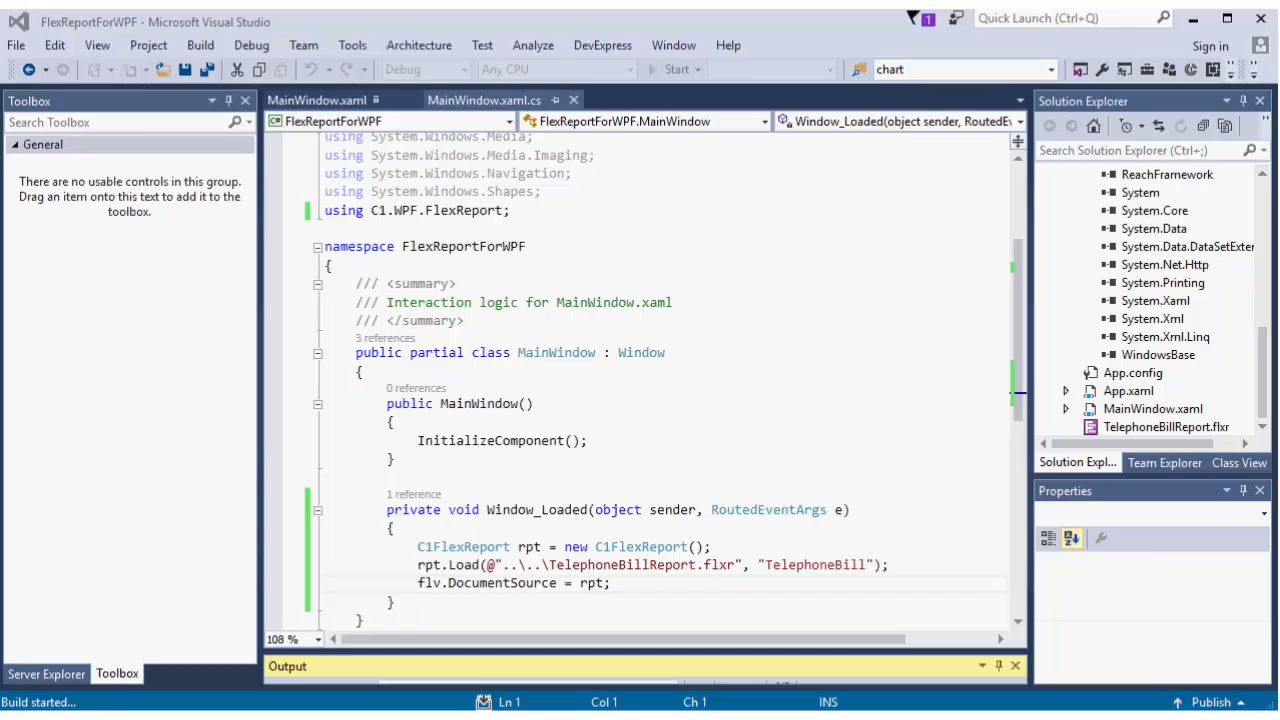 FlexReportForWPF - Microsoft Visual Studio
1
Quick Launch (Ctrl+Q)
File Edit View Project Build Debug Team Tools Architecture Test Analyze DevExpress Window Help
Sign in
Debug Any CPU Start chart
Toolbox
Search Toolbox
General
There are no usable controls in this group.
Drag an item onto this text to add it to the
toolbox.
Server Explorer Toolbox
MainWindow.xaml MainWindow.xaml.cs
FlexReportForWPF FlexReportForWPF.MainWindow Window_Loaded(object sender, RoutedEv
using System.Windows.Media;
using System.Windows.Media.Imaging;
using System.Windows.Navigation;
using System.Windows.Shapes;
using C1.WPF.FlexReport;
namespace FlexReportForWPF
{
/// <summary>
/// Interaction logic for MainWindow.xaml
/// </summary>
3 references
public partial class MainWindow : Window
{
0 references
public MainWindow()
{
InitializeComponent();
}
1 reference
private void Window_Loaded(object sender, RoutedEventArgs e)
{
C1FlexReport rpt = new C1FlexReport();
rpt.Load(@"..\..\TelephoneBillReport.flxr", "TelephoneBill");
flv.DocumentSource = rpt;
}
}
108 %
Output
Solution Explorer
Search Solution Explorer (Ctrl+;)
ReachFramework
System
System.Core
System.Data
System.Data.DataSetExter
System.Net.Http
System.Printing
System.Xaml
System.Xml
System.Xml.Linq
WindowsBase
App.config
App.xaml
MainWindow.xaml
TelephoneBillReport.flxr
Solution Expl... Team Explorer Class View
Properties
Build started... Ln 1 Col 1 Ch 1 INS Publish